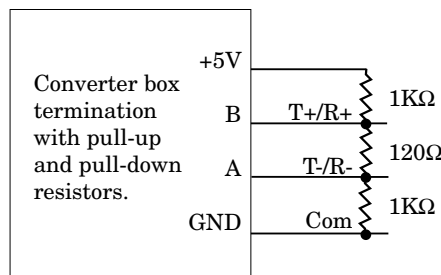 +5V
1KΩ
Converter box
termination
with pull-up
and pull-down
resistors.
B T+/R+
120Ω
A T-/R-
1KΩ
GND Com